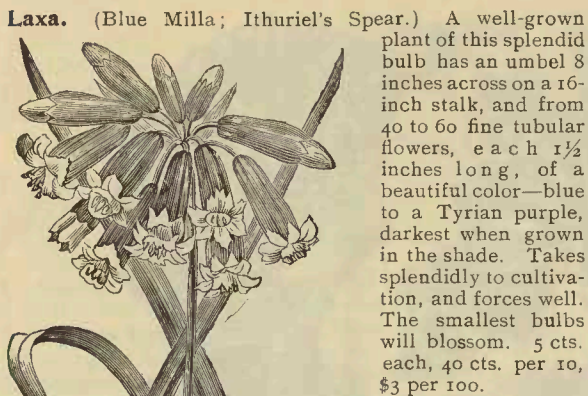 Laxa. (Blue Milla; Ithuriel's Spear.) A well-grown
plant of this splendid
bulb has an umbel 8
inches across on a 16-
inch stalk, and from
40 to 60 fine tubular
flowers, each 1½
inches long, of a
beautiful color—blue
to a Tyrian purple,
darkest when grown
in the shade. Takes
splendidly to cultiva-
tion, and forces well.
The smallest bulbs
will blossom. 5 cts.
each, 40 cts. per 10,
$3 per 100.